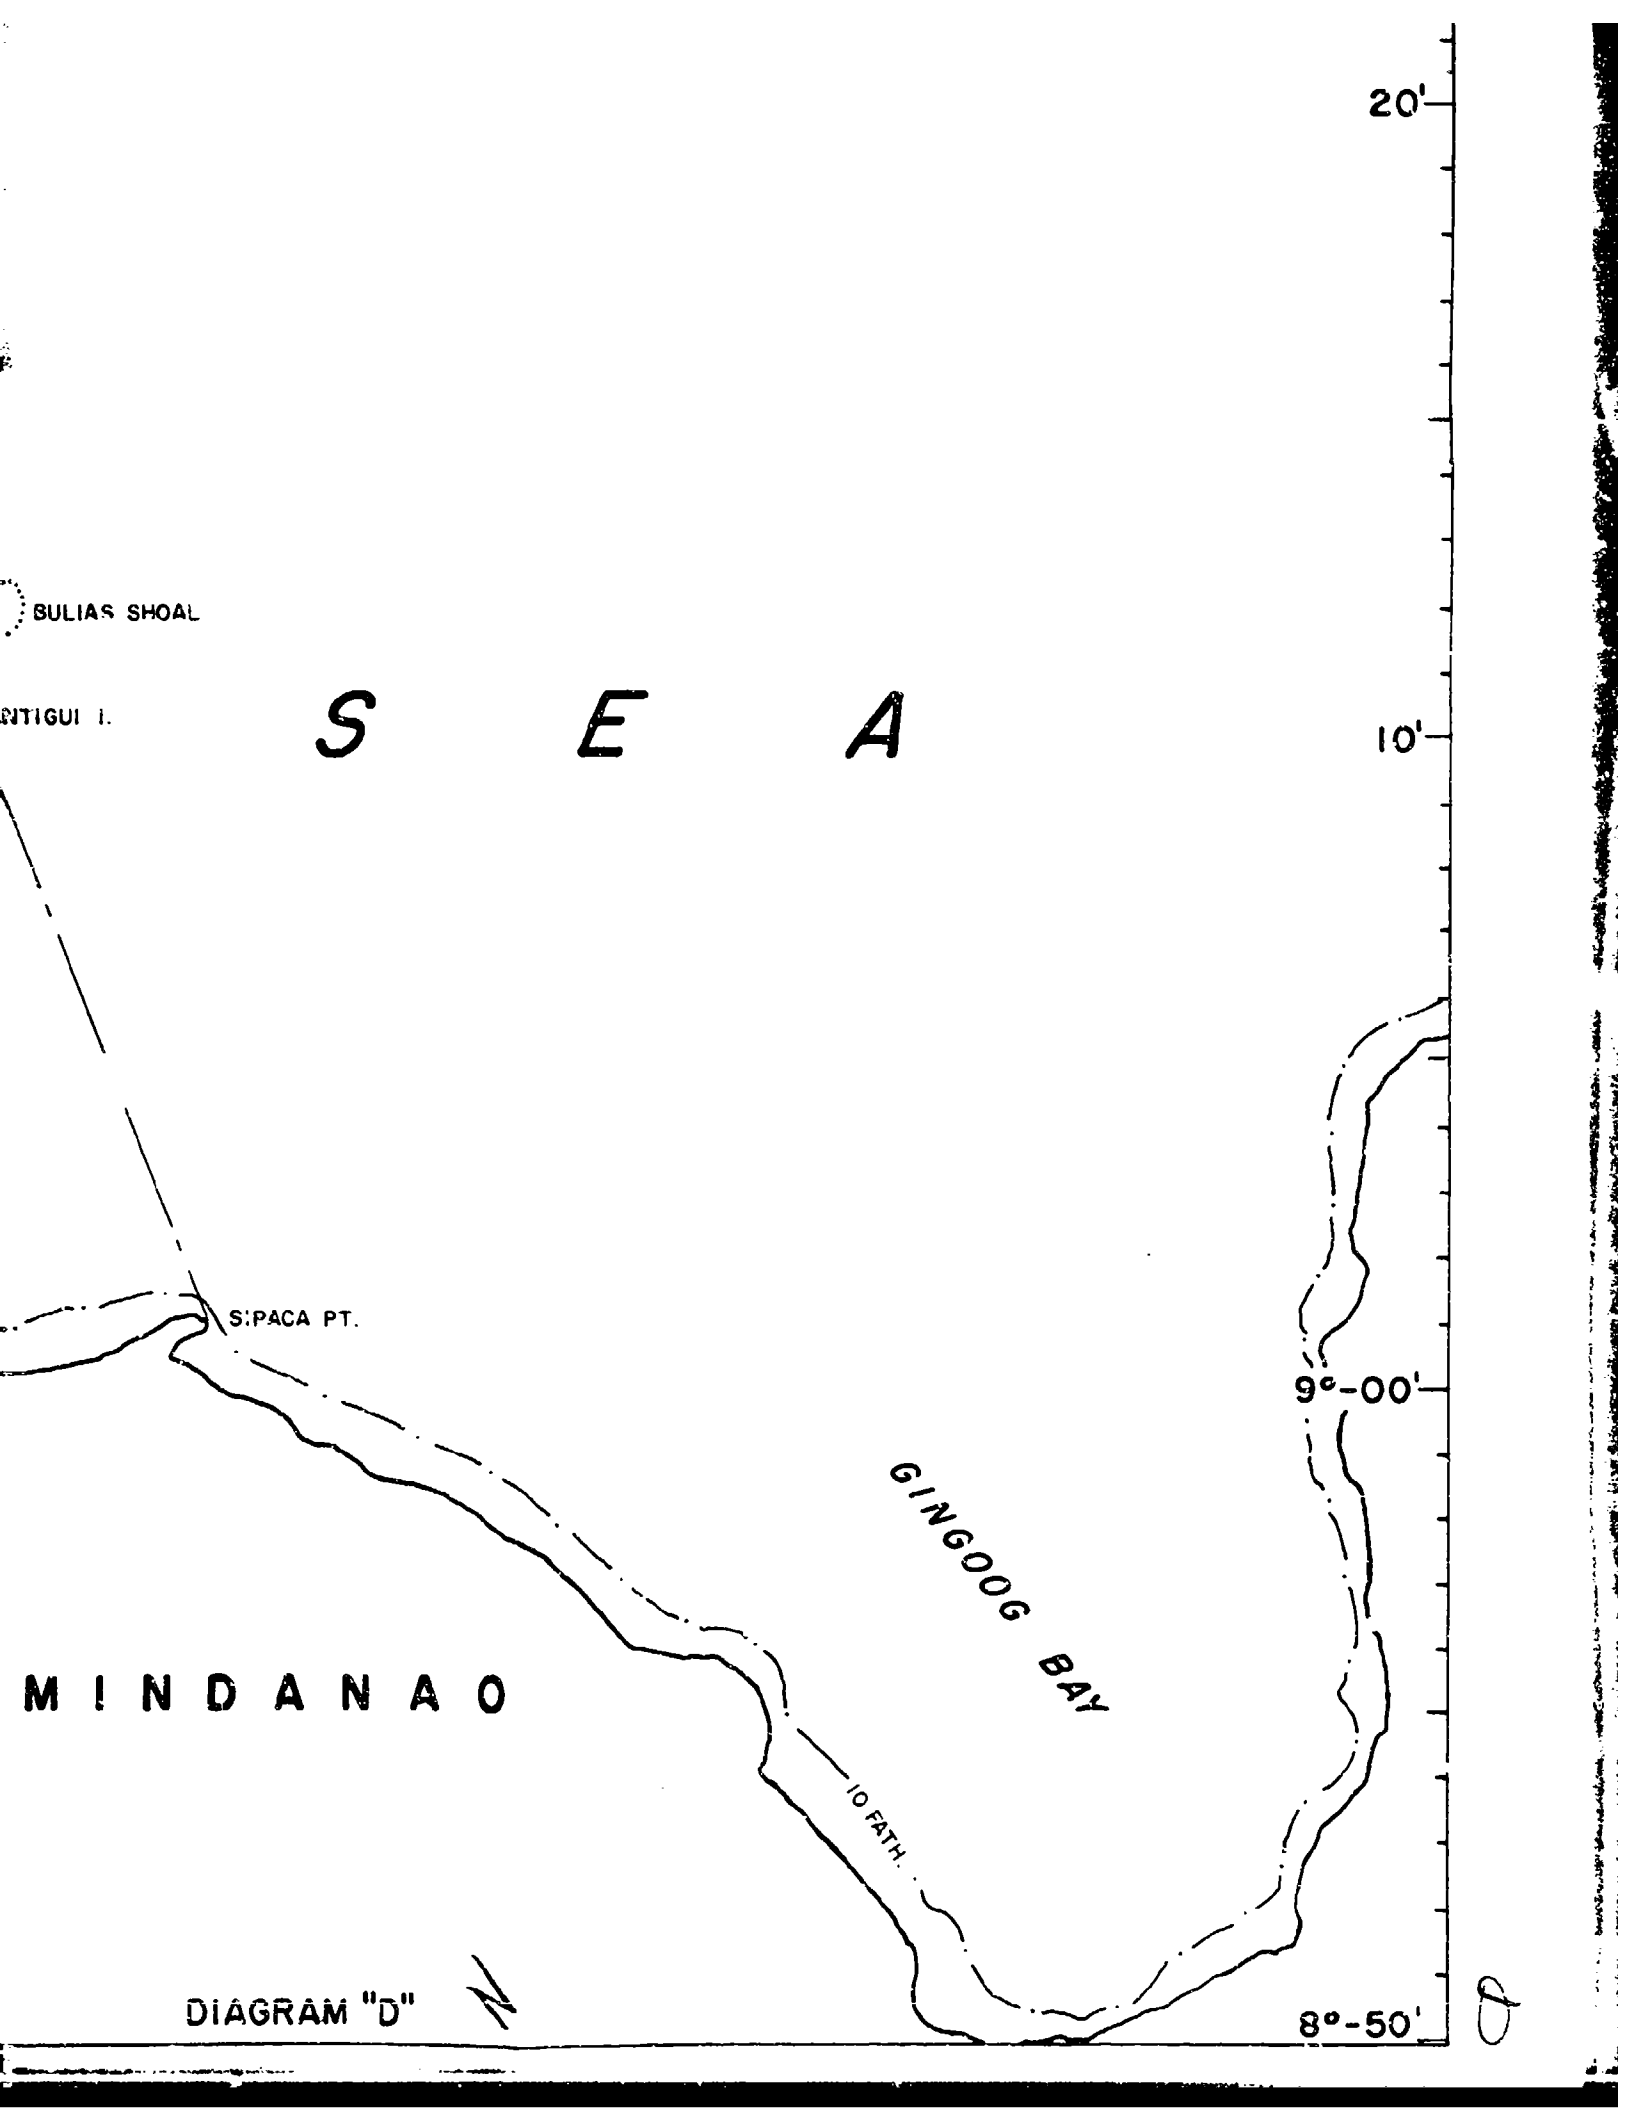 20'
BULIAS SHOAL
NTIGUI I.
S E A
10'
SIPACA PT.
9°-00'
GINGOOG BAY
MINDANAO
10 FATH.
DIAGRAM "D"
8°-50'